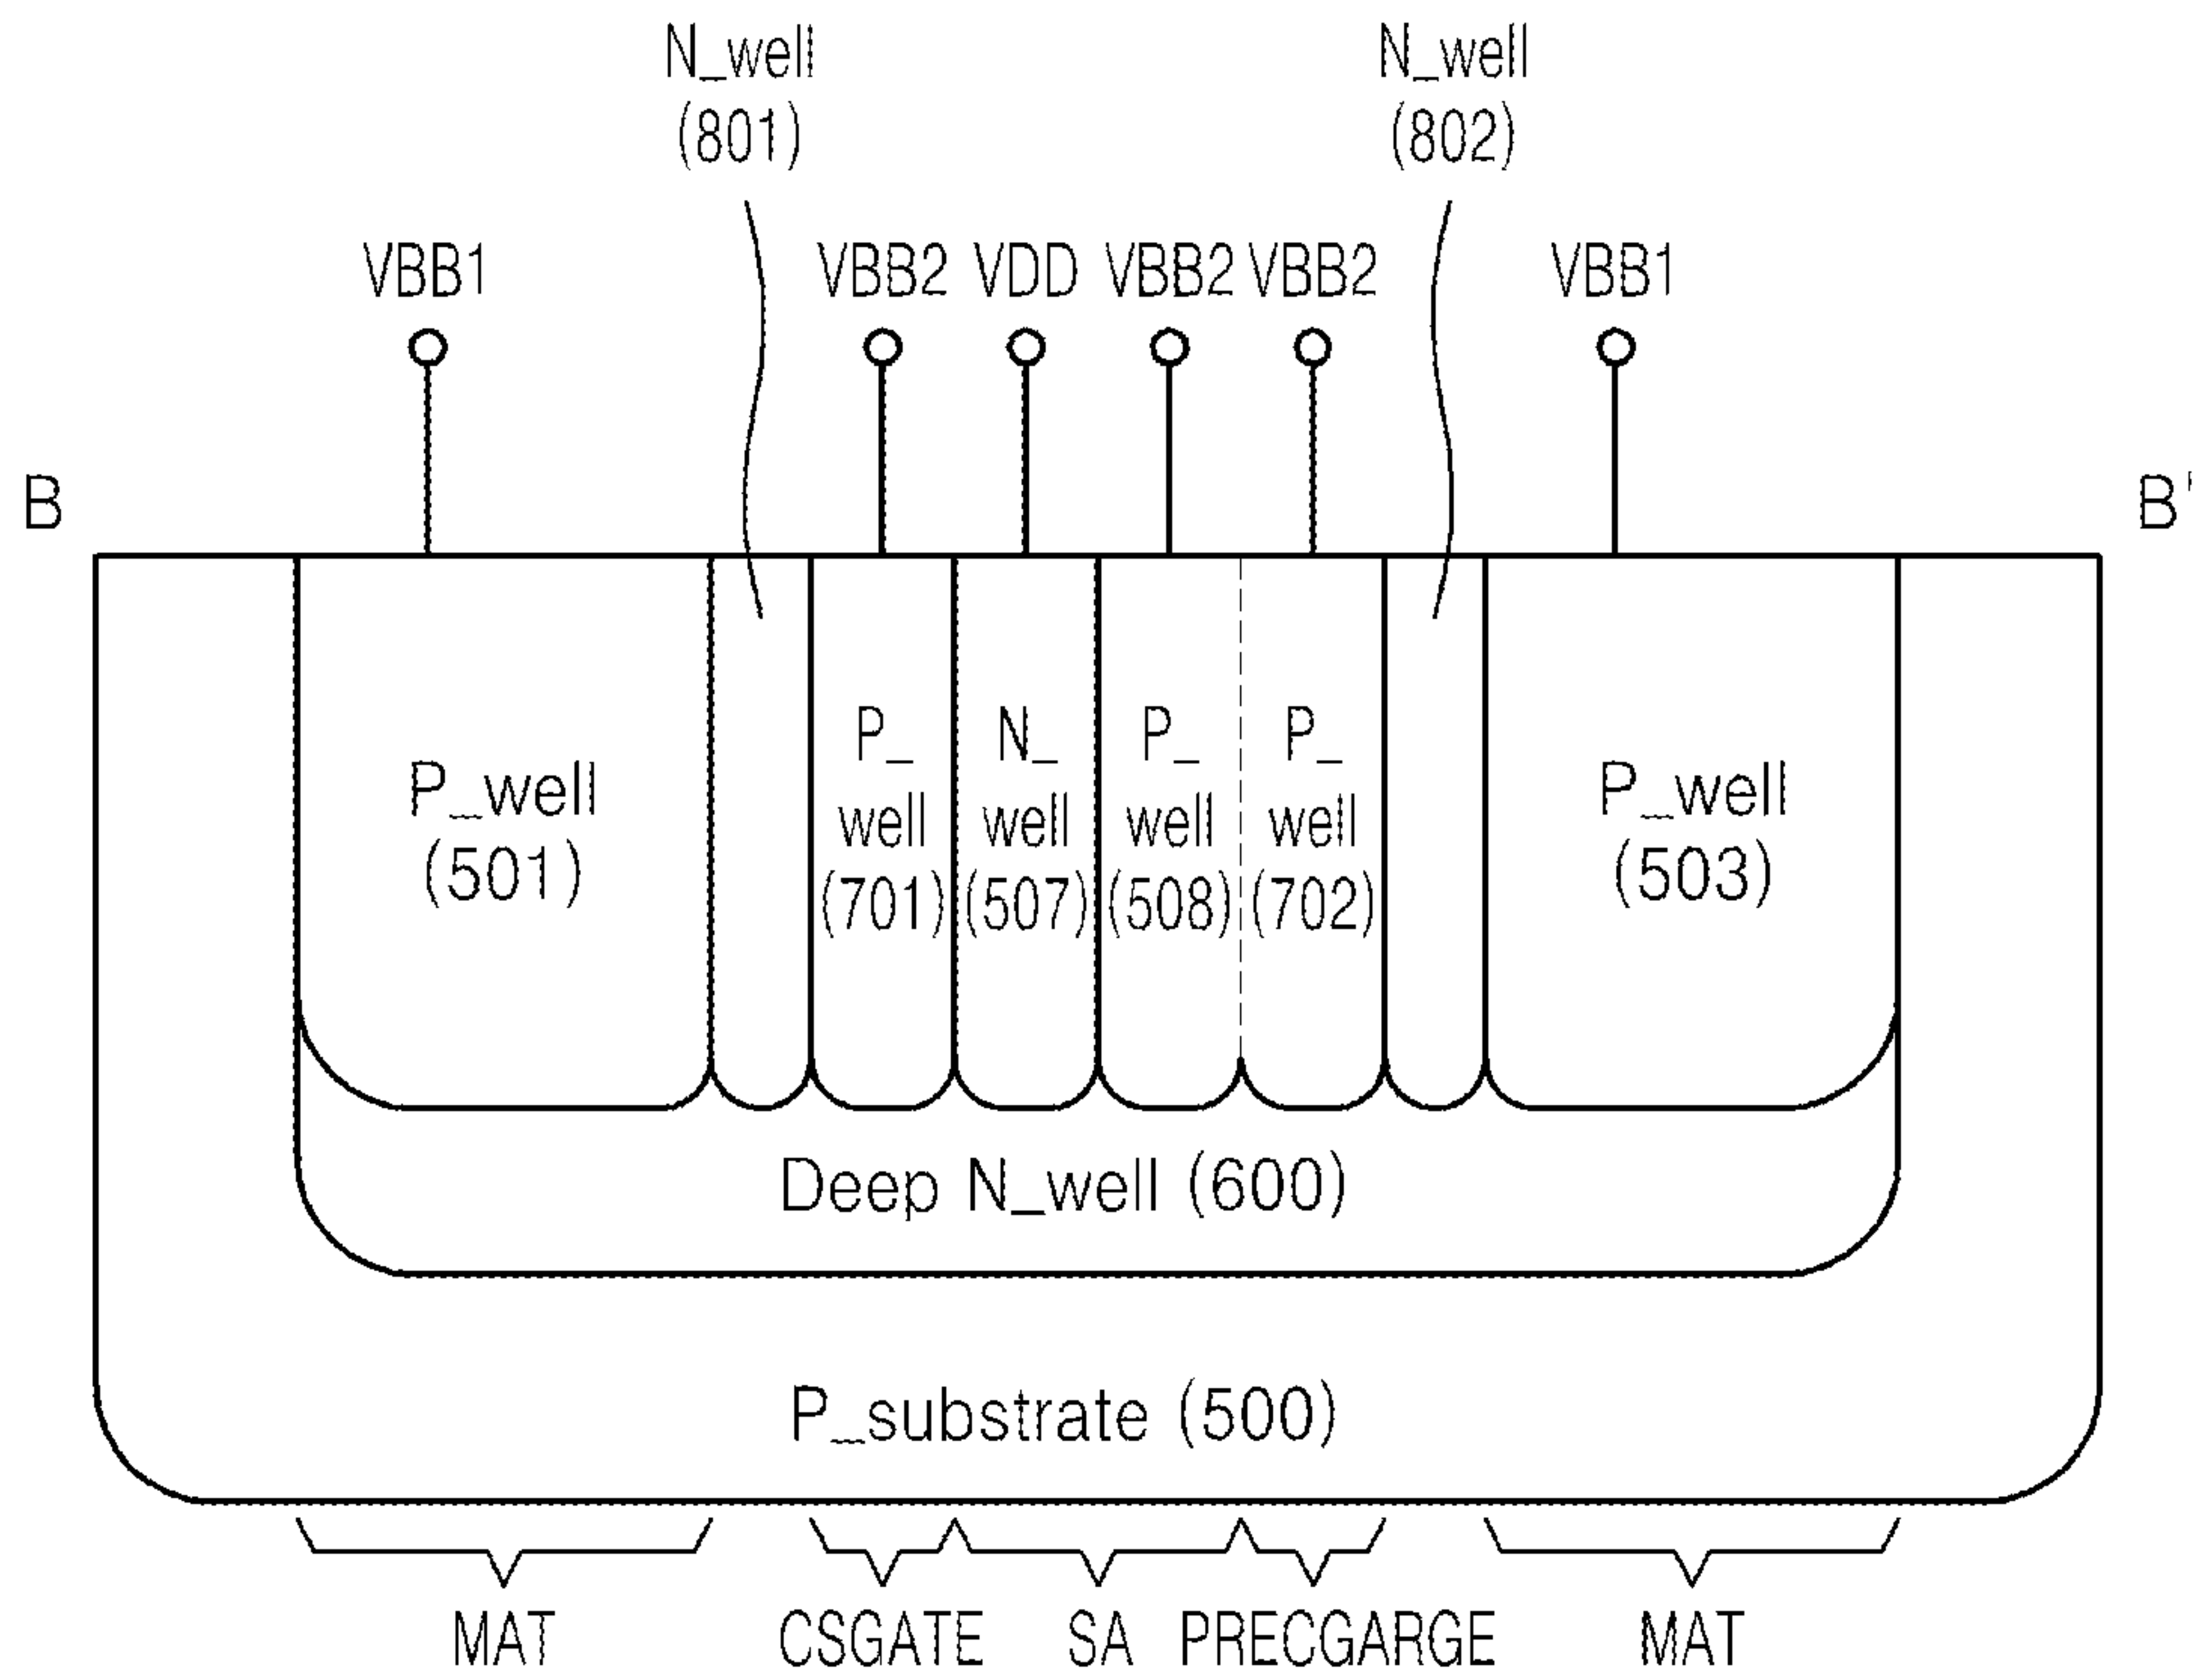 N_well N_well
(801) (802)
VBB1 VBB2 VDD VBB2 VBB2 VBB1
B B'
P_ N_ P_ P_
P_well well well well well P_well
(501) (701) (507) (508) (702) (503)
Deep N_well (600)
P_substrate (500)
MAT CSGATE SA PRECGARGE MAT